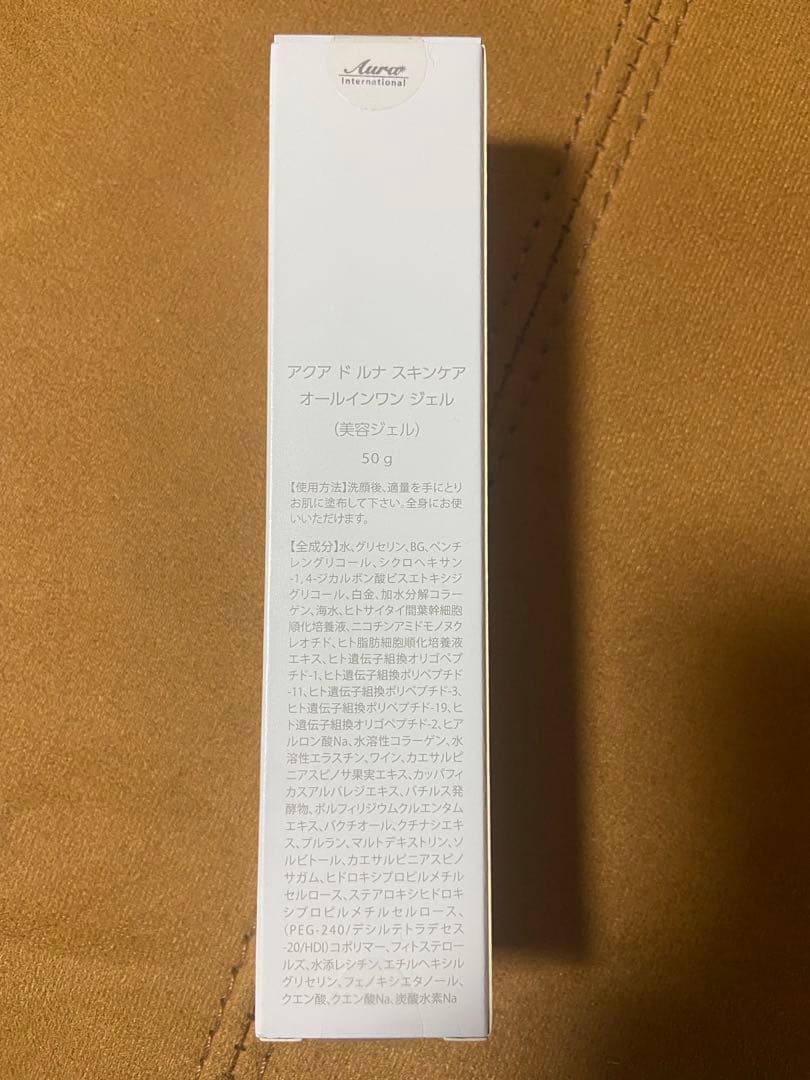 Aura
International
アクア ド ルナ スキンケア
オールインワン ジェル
(美容ジェル)
50 g
【使用方法】洗顔後、適量を手にとり
お肌に塗布して下さい。全身にお使
いいただけます。
【全成分】水、グリセリン、BG、ペンチ
レングリコール、シクロヘキサン
-1,4-ジカルボン酸ビスエトキシジ
グリコール、白金、加水分解コラー
ゲン、海水、ヒトサイタイ間葉幹細胞
順化培養液、ニコチンアミドモノヌク
レオチド、ヒト脂肪細胞順化培養液
エキス、ヒト遺伝子組換オリゴペプ
チド-1、ヒト遺伝子組換ポリペプチド
-11、ヒト遺伝子組換ポリペプチド-3、
ヒト遺伝子組換ポリペプチド-19、ヒ
ト遺伝子組換オリゴペプチド-2、ヒア
ルロン酸Na、水溶性コラーゲン、水
溶性エラスチン、ワイン、カエサルピ
ニアスピノサ果実エキス、カッパフィ
カスアルバレジエキス、バチルス発
酵物、ポルフィリジウムクルエンタム
エキス、バクチオール、クチナシエキ
ス、プルラン、マルトデキストリン、ソ
ルビトール、カエサルピニアスピノ
サガム、ヒドロキシプロピルメチル
セルロース、ステアロキシヒドロキ
シプロピルメチルセルロース、
(PEG-240/デシルテトラデセス
-20/HDI)コポリマー、フィトステロー
ルズ、水添レシチン、エチルヘキシル
グリセリン、フェノキシエタノール、
クエン酸、クエン酸Na、炭酸水素Na